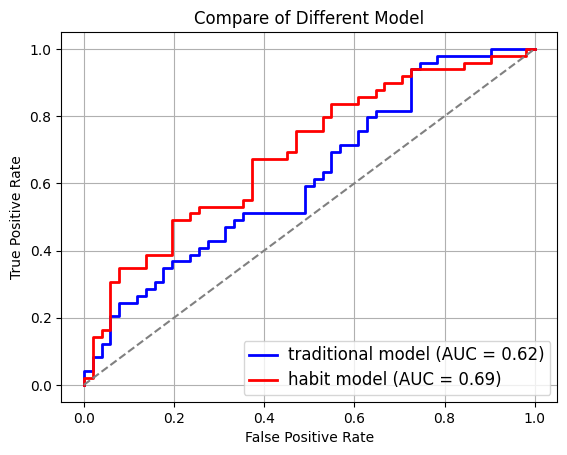 Compare of Different Model
True Positive Rate
1.0
0.8
0.6
0.4
0.2
0.0
traditional model (AUC = 0.62)
habit model (AUC = 0.69)
0.0 0.2 0.4 0.6 0.8 1.0
False Positive Rate